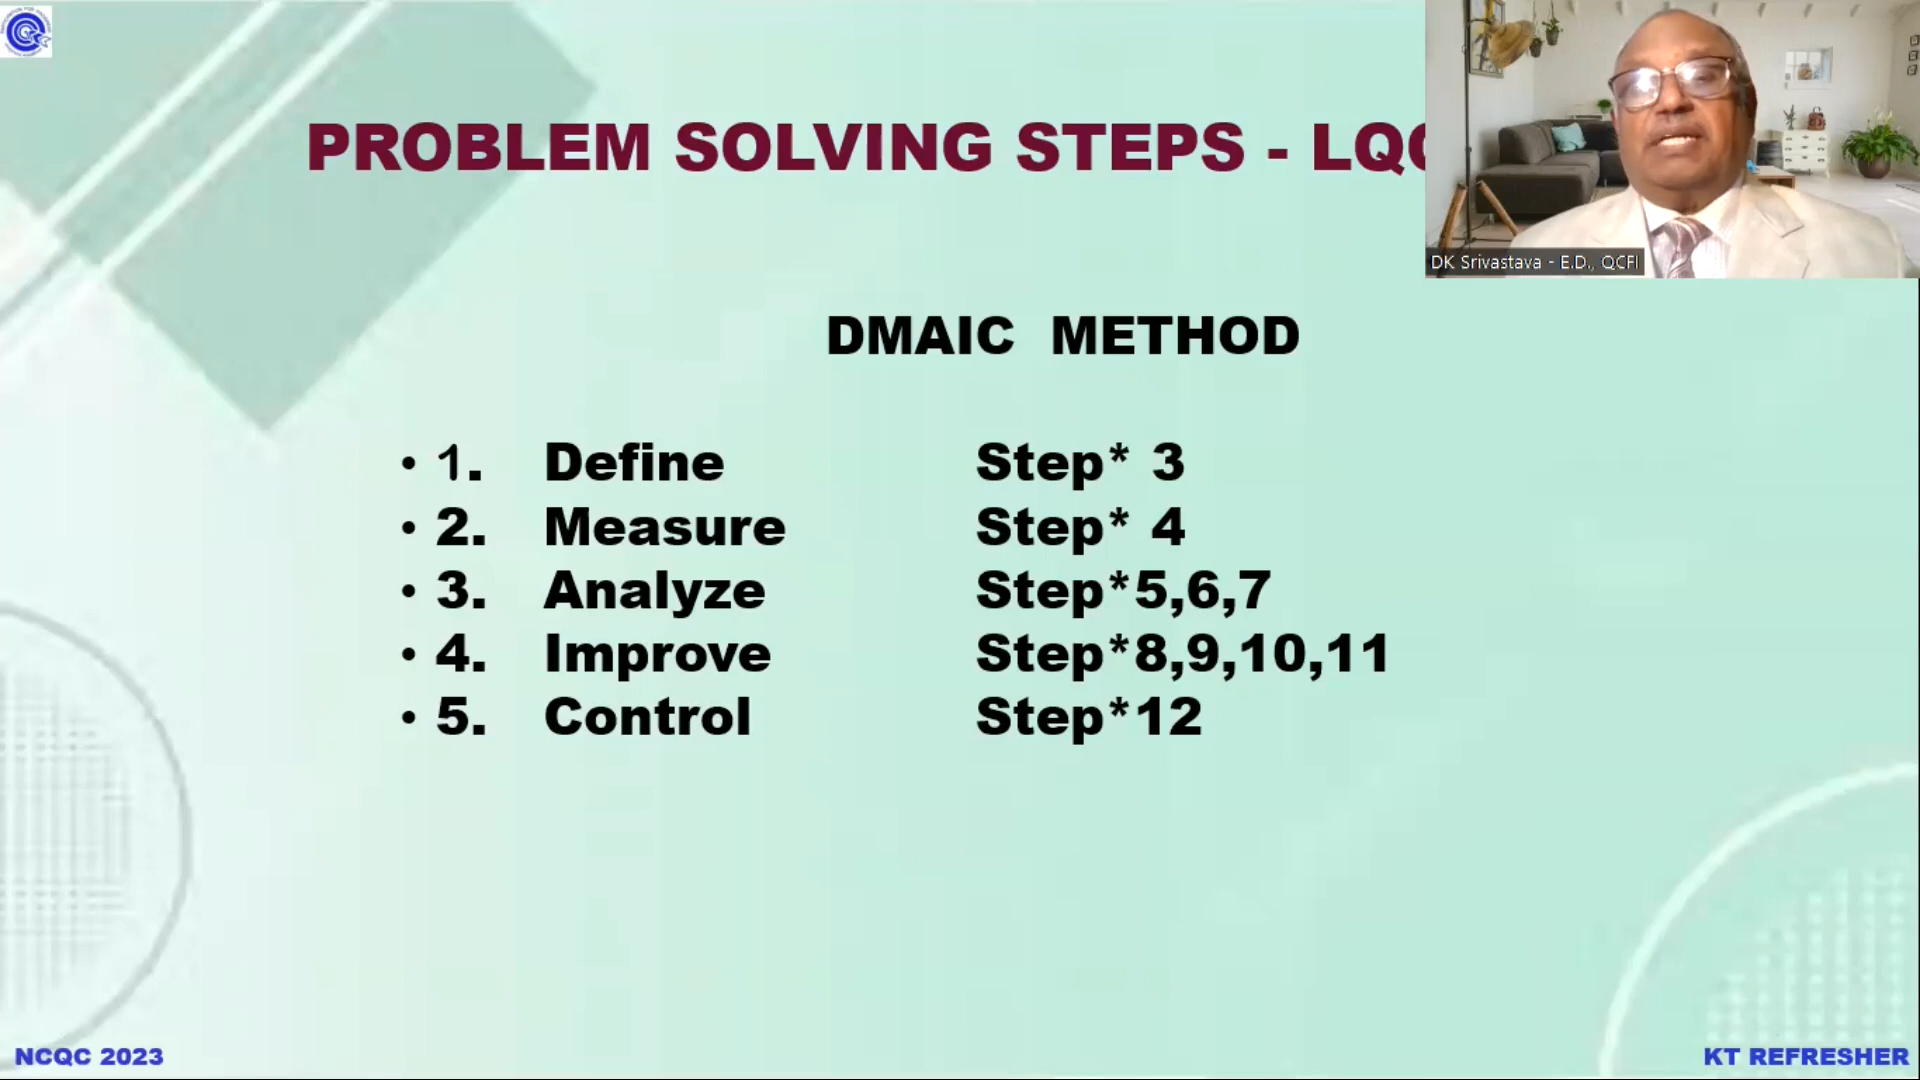 PROBLEM SOLVING STEPS - LQC
DK Srivastava - E.D., QCFI
DMAIC METHOD
• 1. Define Step* 3
• 2. Measure Step* 4
• 3. Analyze Step*5,6,7
• 4. Improve Step*8,9,10,11
• 5. Control Step*12
NCQC 2023
KT REFRESHER